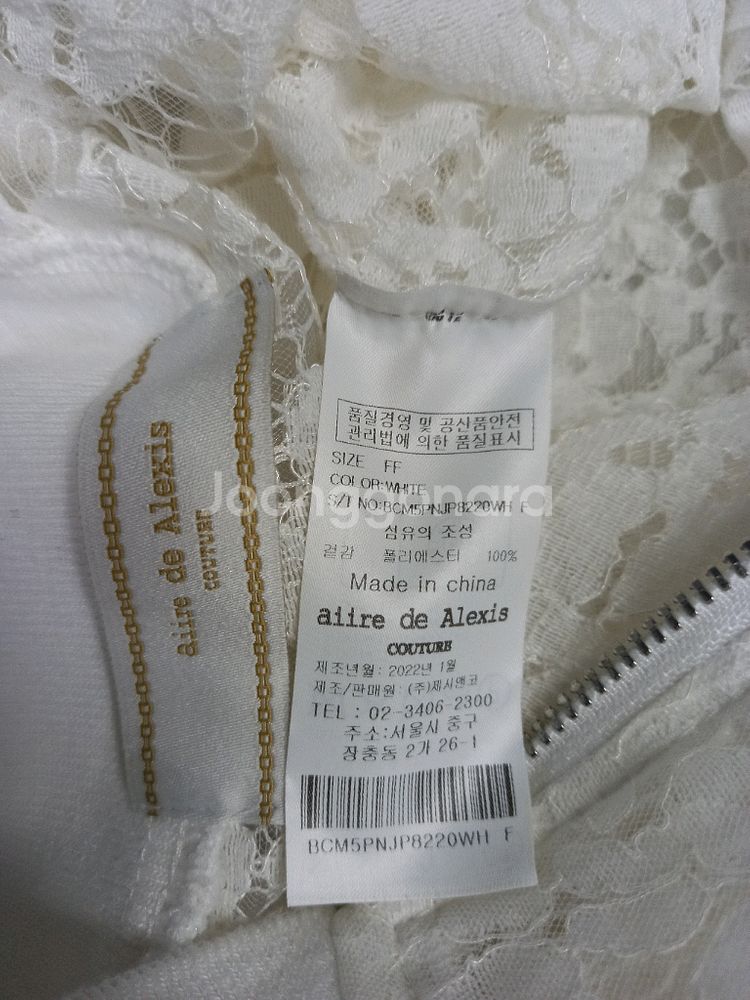 aiire de Alexis
COUTURE
품질경영 및 공산품안전
관리법에 의한 품질표시
SIZE FF
COLOR:WHITE
S/T NO:BCM5PNJP8220WH F
섬유의 조성
겉감 폴리에스터 100%
Made in china
aiire de Alexis
COUTURE
제조년월: 2022년 1월
제조/판매원: (주)제시앤코
TEL : 02-3406-2300
주소:서울시 중구
장충동 2가 26-1
BCM5PNJP8220WH F
Joonggonara